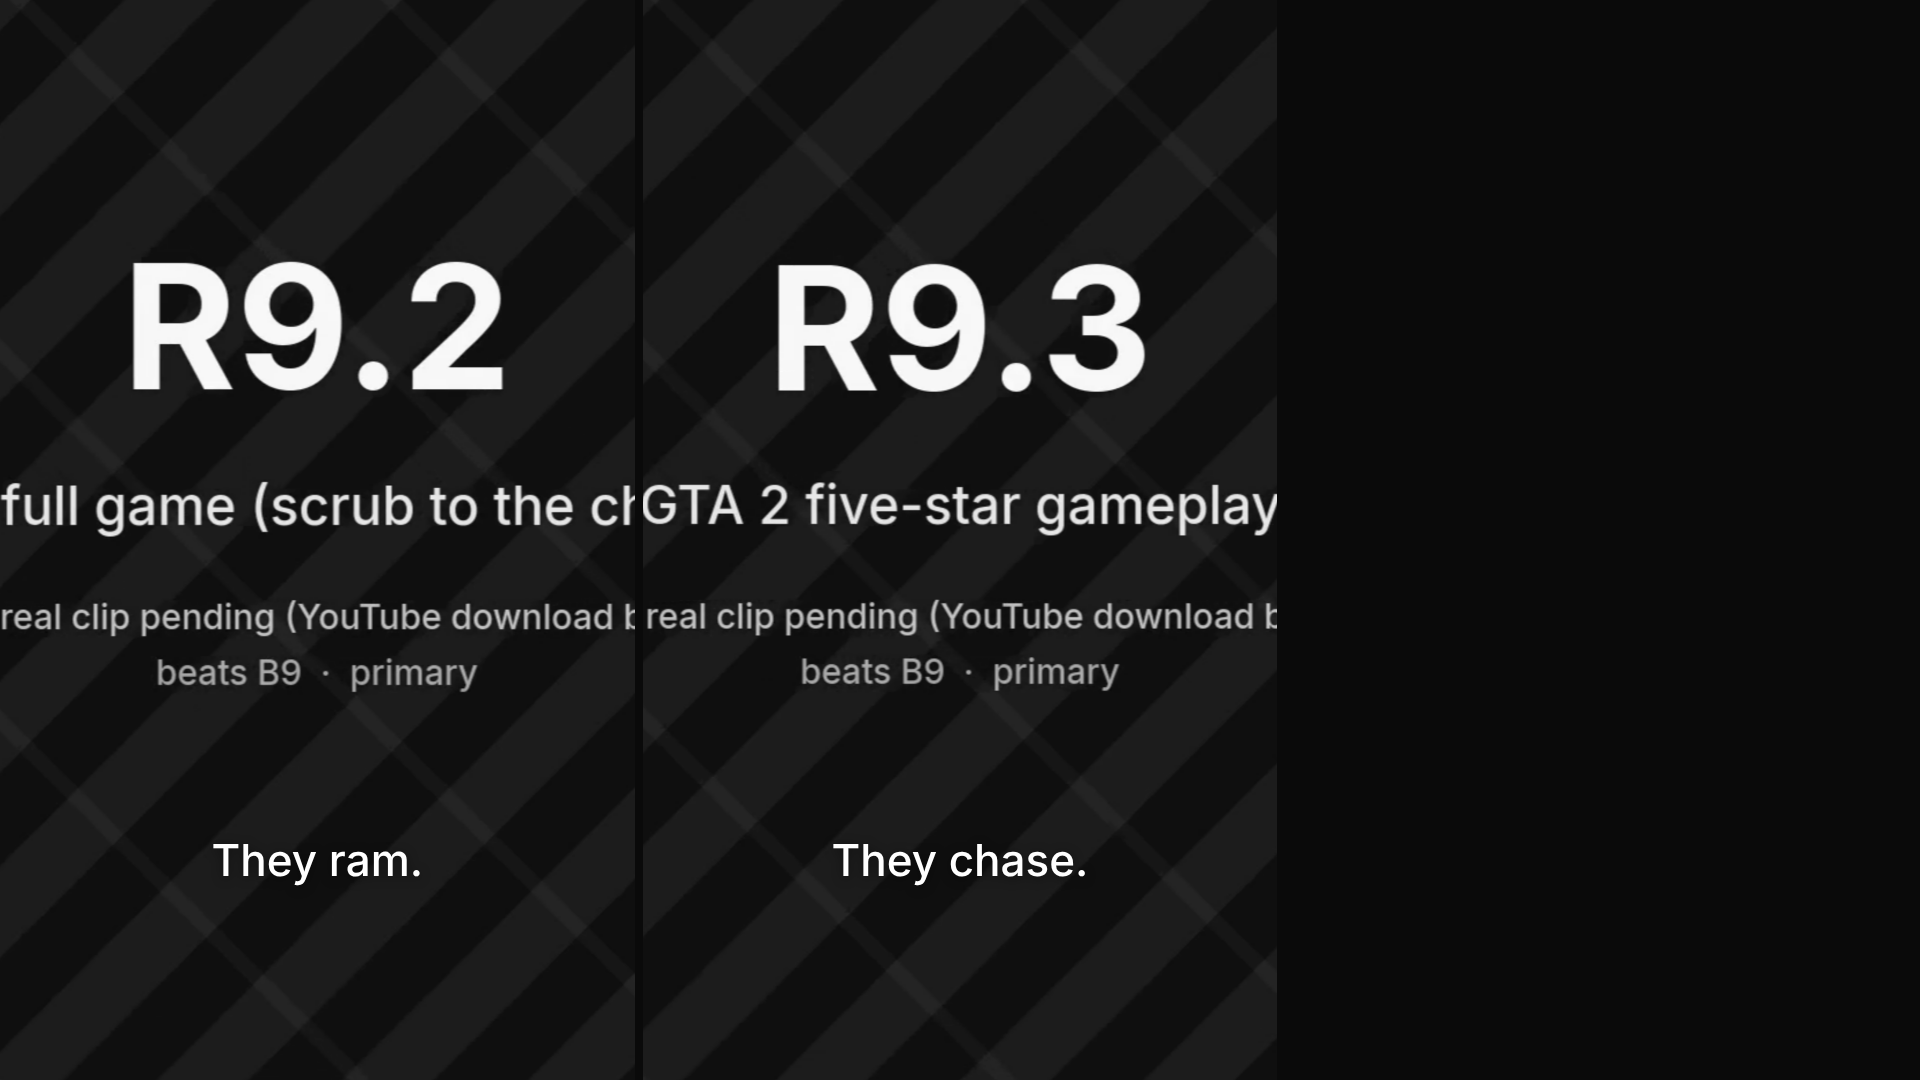 R9.2
full game (scrub to the ch
real clip pending (YouTube download b
beats B9 · primary
They ram.
R9.3
GTA 2 five-star gameplay
real clip pending (YouTube download b
beats B9 · primary
They chase.